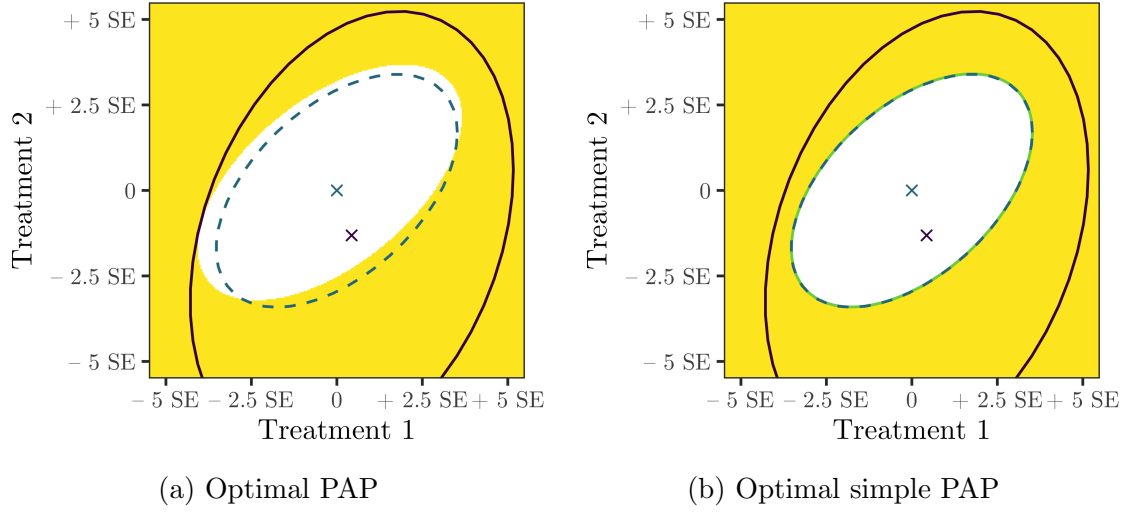 + 5 SE
+ 2.5 SE
0
− 2.5 SE
− 5 SE
Treatment 2
− 5 SE − 2.5 SE 0 + 2.5 SE + 5 SE
Treatment 1
(a) Optimal PAP
+ 5 SE
+ 2.5 SE
0
− 2.5 SE
− 5 SE
Treatment 2
− 5 SE − 2.5 SE 0 + 2.5 SE + 5 SE
Treatment 1
(b) Optimal simple PAP